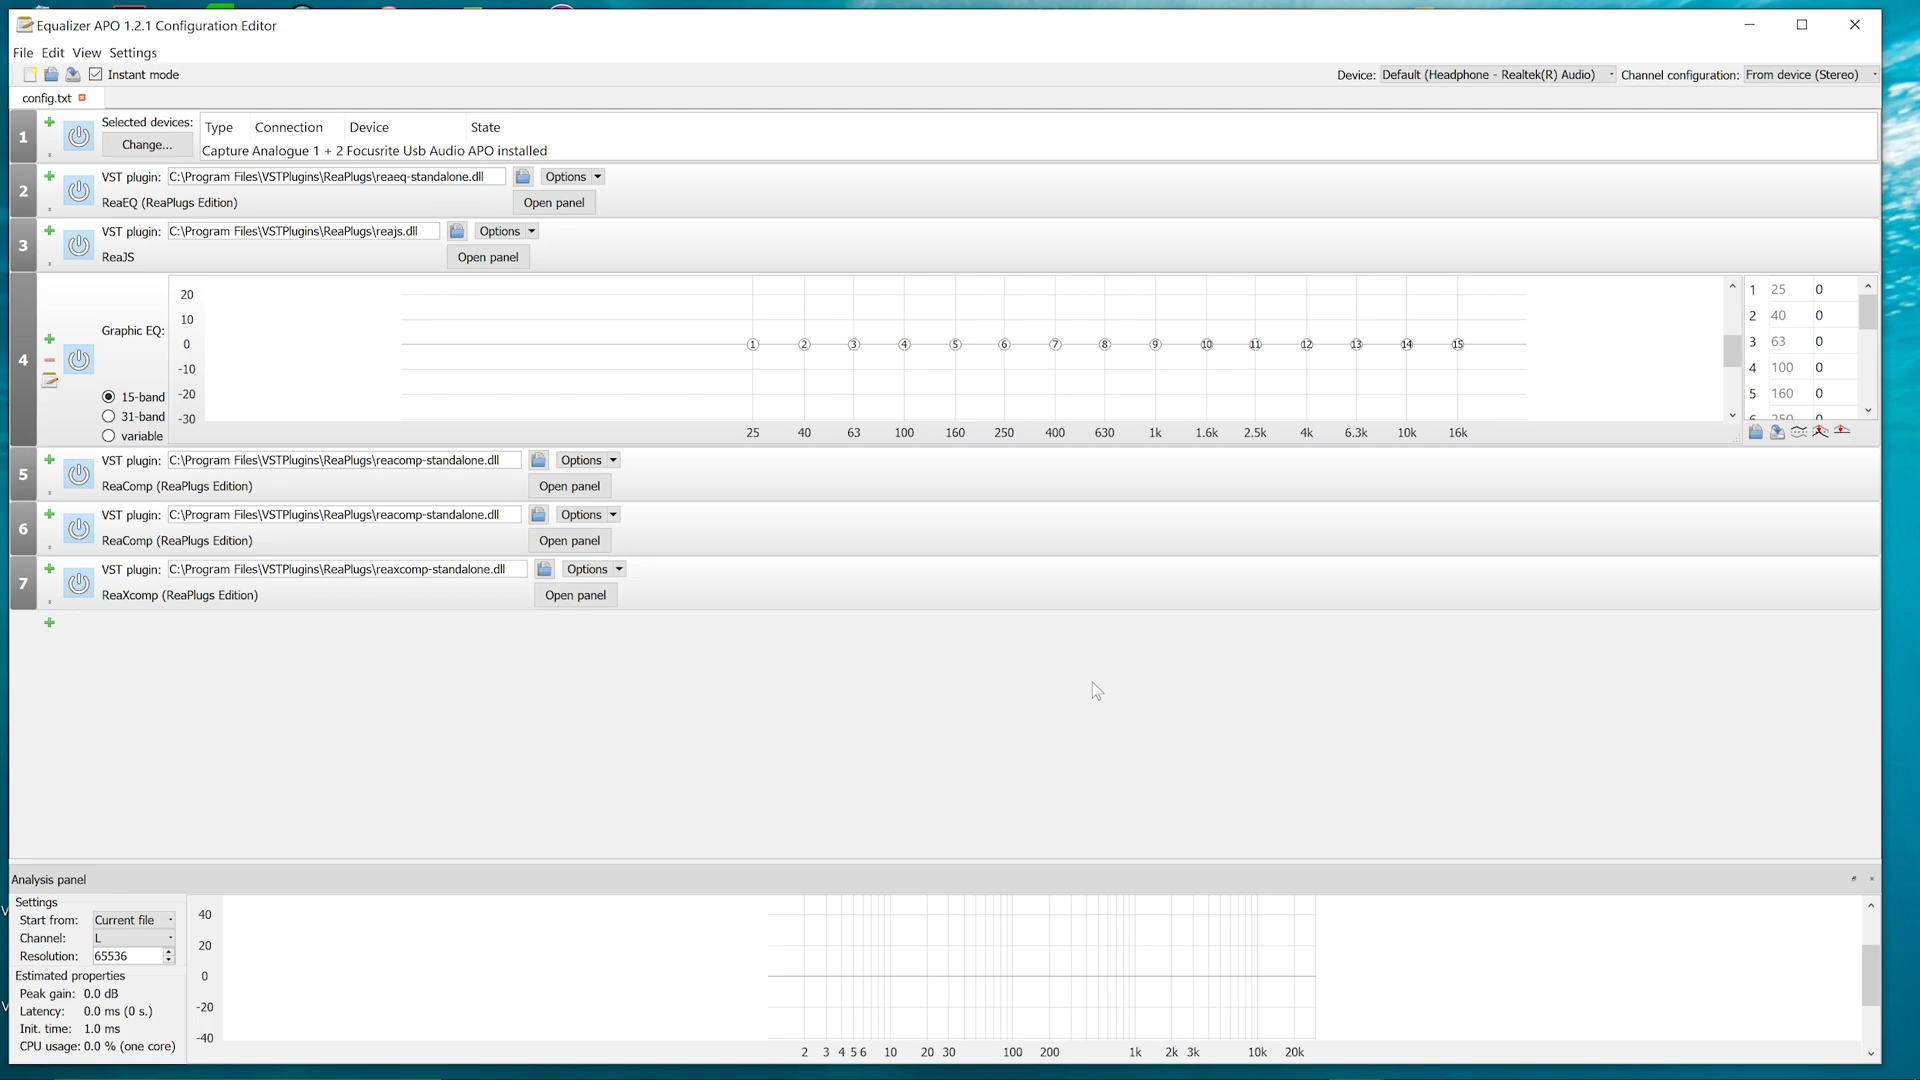 Equalizer APO 1.2.1 Configuration Editor
File Edit View Settings
Instant mode
Device: Default (Headphone - Realtek(R) Audio) Channel configuration: From device (Stereo)
config.txt
1
Selected devices:
Change...
Type Connection Device State
Capture Analogue 1 + 2 Focusrite Usb Audio APO installed
2
VST plugin: C:\Program Files\VSTPlugins\ReaPlugs\reaeq-standalone.dll Options
ReaEQ (ReaPlugs Edition) Open panel
3
VST plugin: C:\Program Files\VSTPlugins\ReaPlugs\reajs.dll Options
ReaJS Open panel
4
Graphic EQ:
15-band
31-band
variable
20
10
0
-10
-20
-30
1 2 3 4 5 6 7 8 9 10 11 12 13 14 15
25 40 63 100 160 250 400 630 1k 1.6k 2.5k 4k 6.3k 10k 16k
1 25 0
2 40 0
3 63 0
4 100 0
5 160 0
6 250 0
5
VST plugin: C:\Program Files\VSTPlugins\ReaPlugs\reacomp-standalone.dll Options
ReaComp (ReaPlugs Edition) Open panel
6
VST plugin: C:\Program Files\VSTPlugins\ReaPlugs\reacomp-standalone.dll Options
ReaComp (ReaPlugs Edition) Open panel
7
VST plugin: C:\Program Files\VSTPlugins\ReaPlugs\reaxcomp-standalone.dll Options
ReaXcomp (ReaPlugs Edition) Open panel
Analysis panel
Settings
Start from: Current file
Channel: L
Resolution: 65536
Estimated properties
Peak gain: 0.0 dB
Latency: 0.0 ms (0 s.)
Init. time: 1.0 ms
CPU usage: 0.0 % (one core)
40
20
0
-20
-40
2 3 4 5 6 10 20 30 100 200 1k 2k 3k 10k 20k